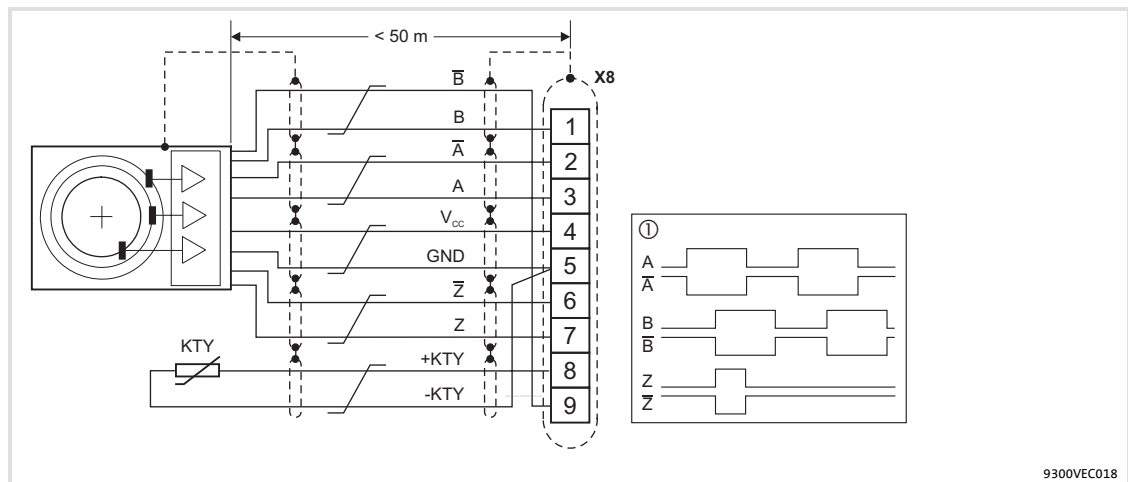 < 50 m
X8
B̅
B
A̅
A
V_cc
GND
Z̅
Z
+KTY
-KTY
KTY
1
2
3
4
5
6
7
8
9
①
A
A̅
B
B̅
Z
Z̅
9300VEC018